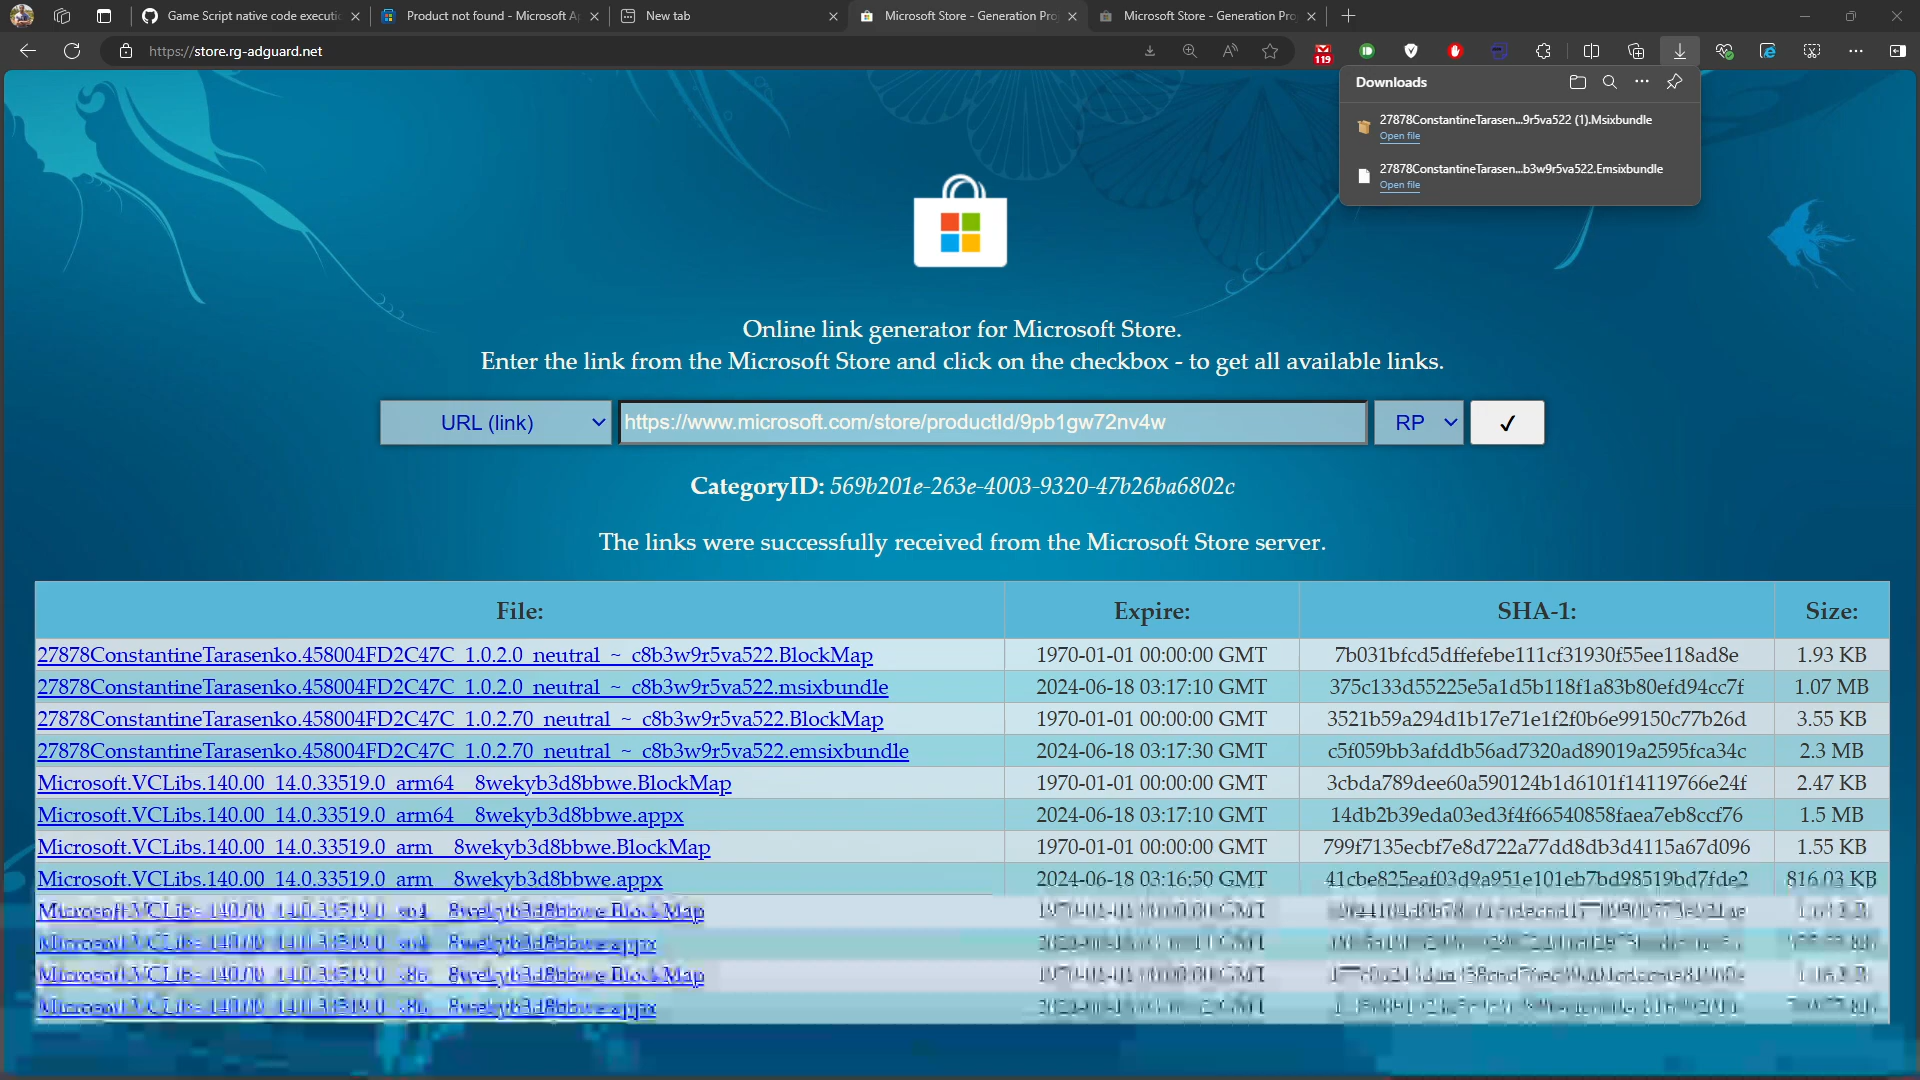 Game Script native code executi
Product not found - Microsoft A
New tab
Microsoft Store - Generation Pro
Microsoft Store - Generation Pro
https://store.rg-adguard.net
119
Downloads
27878ConstantineTarasen...9r5va522 (1).Msixbundle
Open file
27878ConstantineTarasen...b3w9r5va522.Emsixbundle
Open file
Online link generator for Microsoft Store.
Enter the link from the Microsoft Store and click on the checkbox - to get all available links.
URL (link) https://www.microsoft.com/store/productId/9pb1gw72nv4w RP ✓
CategoryID: 569b201e-263e-4003-9320-47b26ba6802c
The links were successfully received from the Microsoft Store server.
File: Expire: SHA-1: Size:
27878ConstantineTarasenko.458004FD2C47C_1.0.2.0_neutral_~_c8b3w9r5va522.BlockMap 1970-01-01 00:00:00 GMT 7b031bfcd5dffefebe111cf31930f55ee118ad8e 1.93 KB
27878ConstantineTarasenko.458004FD2C47C_1.0.2.0_neutral_~_c8b3w9r5va522.msixbundle 2024-06-18 03:17:10 GMT 375c133d55225e5a1d5b118f1a83b80efd94cc7f 1.07 MB
27878ConstantineTarasenko.458004FD2C47C_1.0.2.70_neutral_~_c8b3w9r5va522.BlockMap 1970-01-01 00:00:00 GMT 3521b59a294d1b17e71e1f2f0b6e99150c77b26d 3.55 KB
27878ConstantineTarasenko.458004FD2C47C_1.0.2.70_neutral_~_c8b3w9r5va522.emsixbundle 2024-06-18 03:17:30 GMT c5f059bb3afddb56ad7320ad89019a2595fca34c 2.3 MB
Microsoft.VCLibs.140.00_14.0.33519.0_arm64__8wekyb3d8bbwe.BlockMap 1970-01-01 00:00:00 GMT 3cbda789dee60a590124b1d6101f14119766e24f 2.47 KB
Microsoft.VCLibs.140.00_14.0.33519.0_arm64__8wekyb3d8bbwe.appx 2024-06-18 03:17:10 GMT 14db2b39eda03ed3f4f66540858faea7eb8ccf76 1.5 MB
Microsoft.VCLibs.140.00_14.0.33519.0_arm__8wekyb3d8bbwe.BlockMap 1970-01-01 00:00:00 GMT 799f7135ecbf7e8d722a77dd8db3d4115a67d096 1.55 KB
Microsoft.VCLibs.140.00_14.0.33519.0_arm__8wekyb3d8bbwe.appx 2024-06-18 03:16:50 GMT 41cbe825eaf03d9a951e101eb7bd98519bd7fde2 816.03 KB